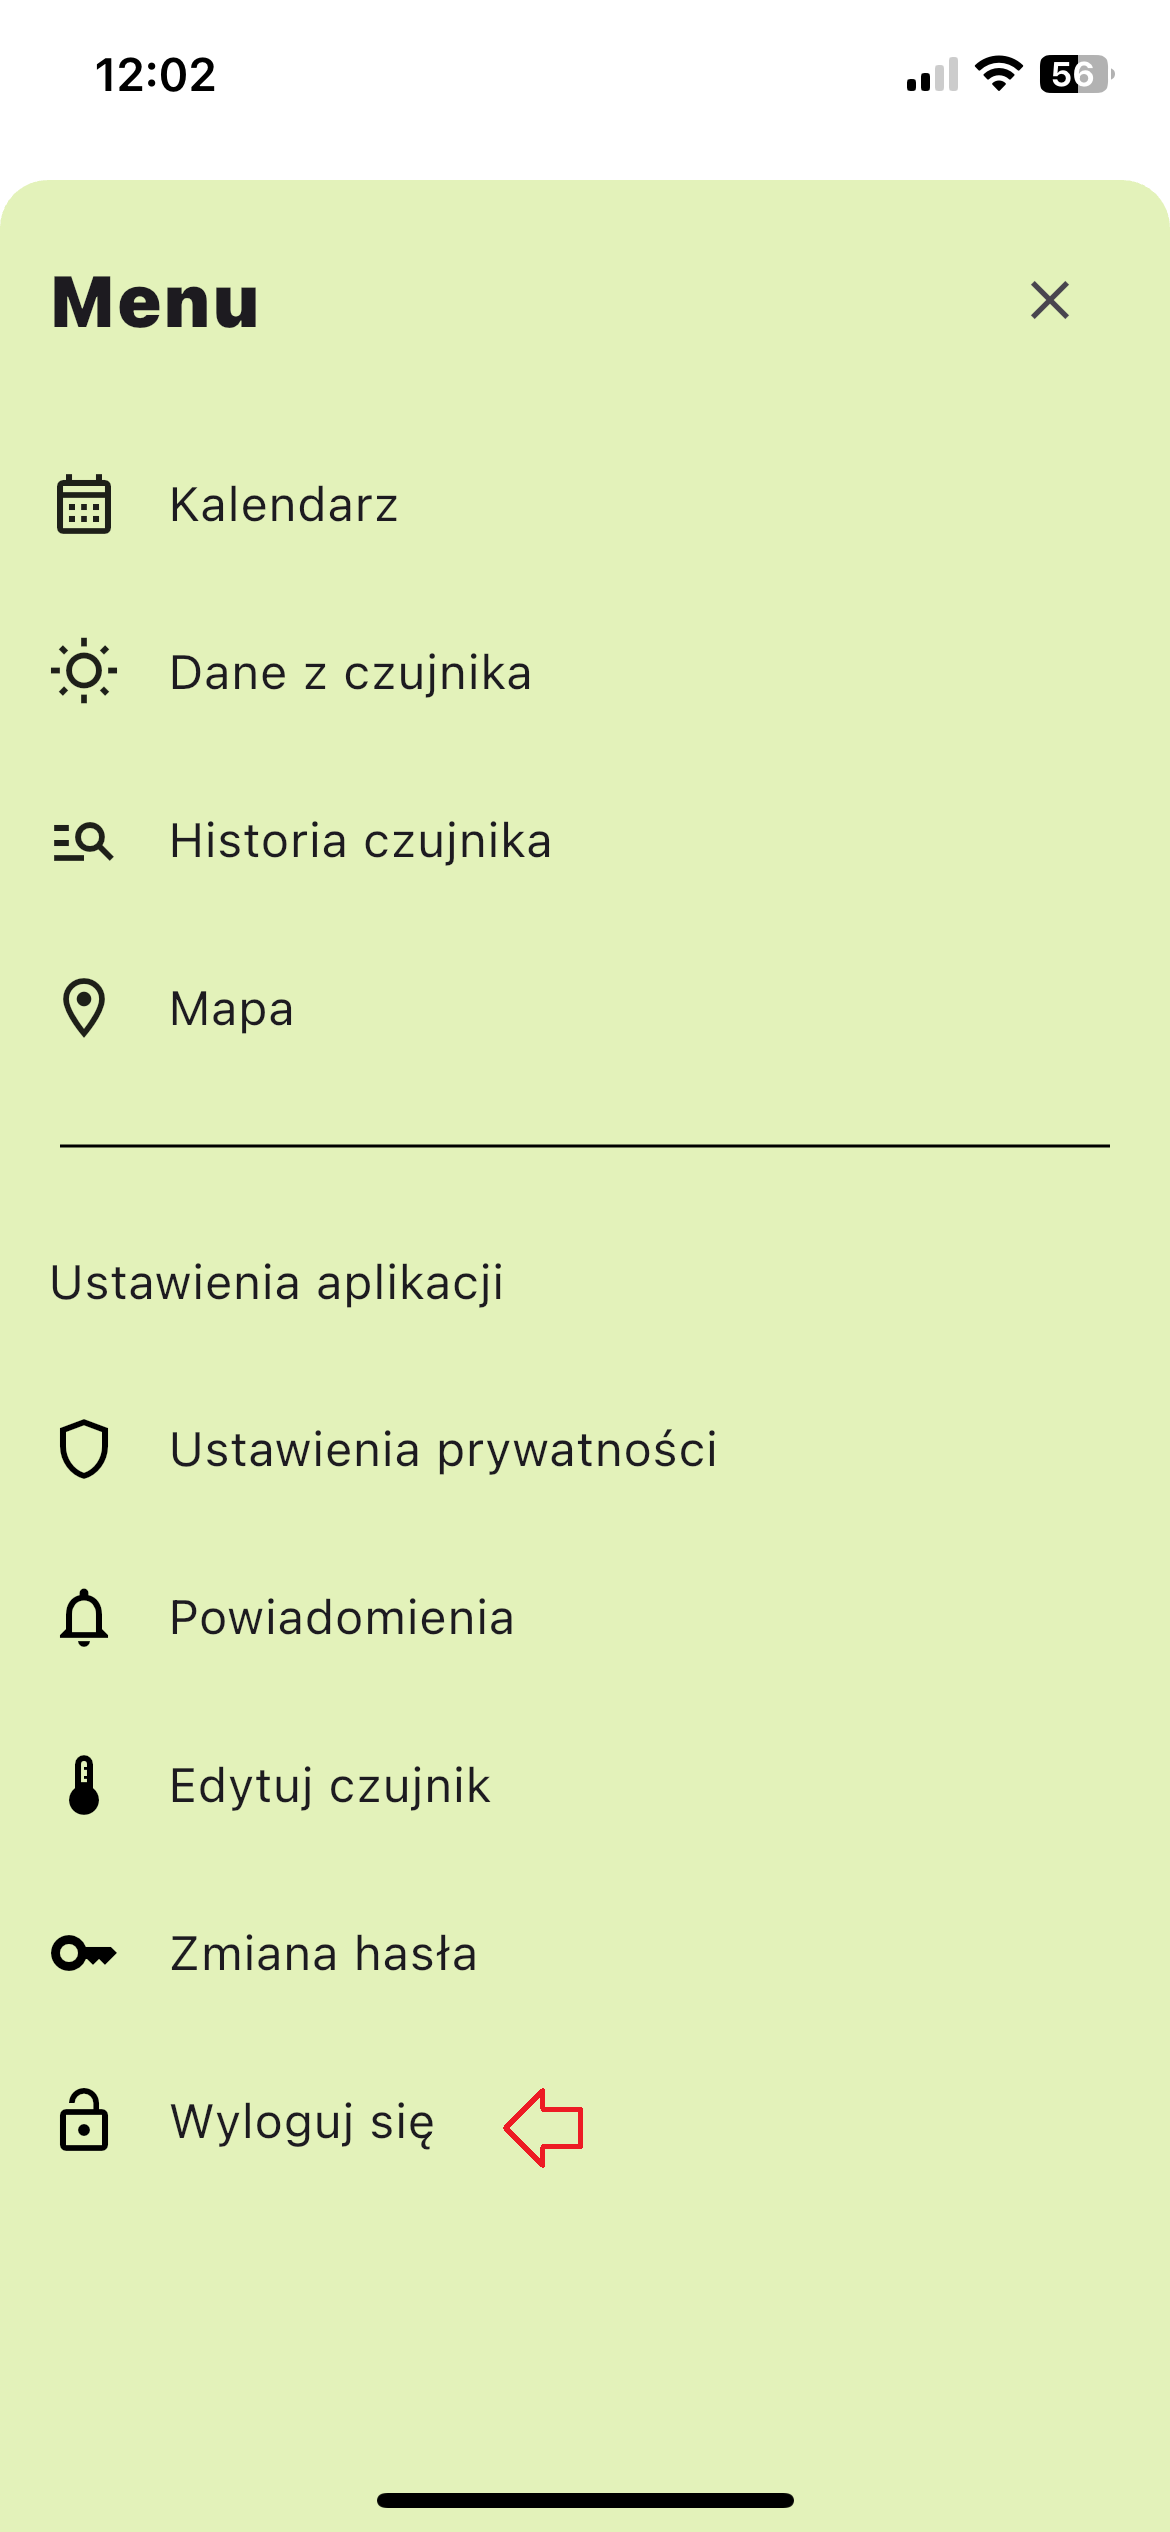 12:02
56
Menu
Kalendarz
Dane z czujnika
Historia czujnika
Mapa
Ustawienia aplikacji
Ustawienia prywatności
Powiadomienia
Edytuj czujnik
Zmiana hasła
Wyloguj się